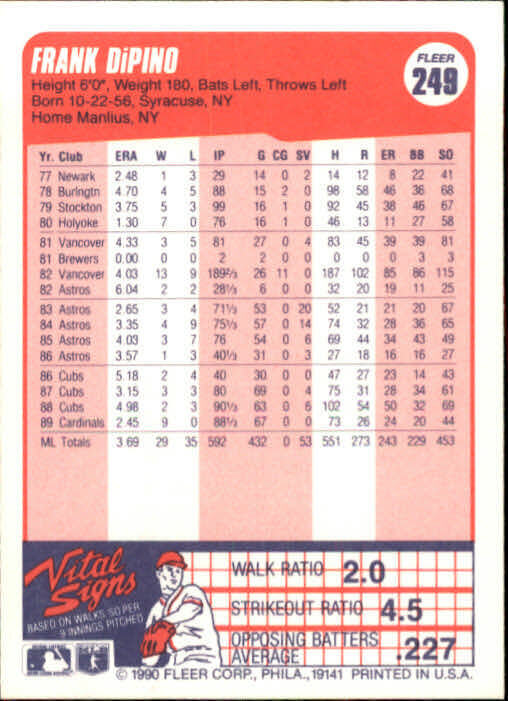 FRANK DiPINO
FLEER
249
Height 6'0", Weight 180, Bats Left, Throws Left
Born 10-22-56, Syracuse, NY
Home Manlius, NY
Yr. Club ERA W L IP G CG SV H R ER BB SO
77 Newark 2.48 1 3 29 14 0 2 14 12 8 22 41
78 Burlngtn 4.70 4 5 88 15 2 0 98 58 46 36 68
79 Stockton 3.75 5 3 99 16 1 0 92 45 38 46 67
80 Holyoke 1.30 7 0 76 16 1 0 46 13 11 27 58
81 Vancover 4.33 3 5 81 27 0 4 83 45 39 39 81
81 Brewers 0.00 0 0 2 2 0 0 0 0 0 3 3
82 Vancover 4.03 13 9 189 2/3 26 11 0 187 102 85 86 115
82 Astros 6.04 2 2 28 1/3 6 0 0 32 20 19 11 25
83 Astros 2.65 3 4 71 1/3 53 0 20 52 21 21 20 67
84 Astros 3.35 4 9 75 1/3 57 0 14 74 32 28 36 65
85 Astros 4.03 3 7 76 54 0 6 69 44 34 43 49
86 Astros 3.57 1 3 40 1/3 31 0 3 27 18 16 16 27
86 Cubs 5.18 2 4 40 30 0 0 47 27 23 14 43
87 Cubs 3.15 3 3 80 69 0 4 75 31 28 34 61
88 Cubs 4.98 2 3 90 1/3 63 0 6 102 54 50 32 69
89 Cardinals 2.45 9 0 88 1/3 67 0 0 73 26 24 20 44
ML Totals 3.69 29 35 592 432 0 53 551 273 243 229 453
Vital
Signs
BASED ON WALKS SO PER
9 INNINGS PITCHED
WALK RATIO 2.0
STRIKEOUT RATIO 4.5
OPPOSING BATTERS
AVERAGE .227
© 1990 FLEER CORP., PHILA., 19141 PRINTED IN U.S.A.